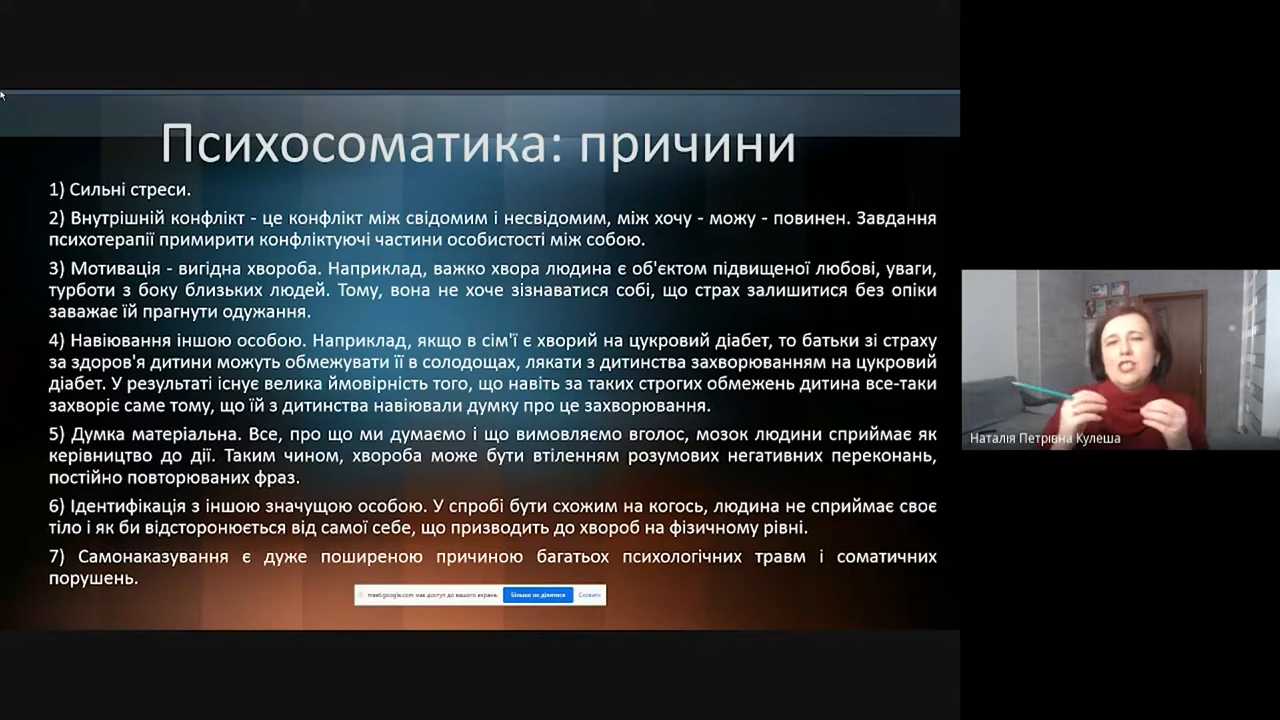 Психосоматика: причини
1) Сильні стреси.
2) Внутрішній конфлікт - це конфлікт між свідомим і несвідомим, між хочу - можу - повинен. Завдання
психотерапії примирити конфліктуючі частини особистості між собою.
3) Мотивація - вигідна хвороба. Наприклад, важко хвора людина є об'єктом підвищеної любові, уваги,
турботи з боку близьких людей. Тому, вона не хоче зізнаватися собі, що страх залишитися без опіки
заважає їй прагнути одужання.
4) Навіювання іншою особою. Наприклад, якщо в сім'ї є хворий на цукровий діабет, то батьки зі страху
за здоров'я дитини можуть обмежувати її в солодощах, лякати з дитинства захворюванням на цукровий
діабет. У результаті існує велика ймовірність того, що навіть за таких строгих обмежень дитина все-таки
захворіє саме тому, що їй з дитинства навіювали думку про це захворювання.
5) Думка матеріальна. Все, про що ми думаємо і що вимовляємо вголос, мозок людини сприймає як
керівництво до дії. Таким чином, хвороба може бути втіленням розумових негативних переконань,
постійно повторюваних фраз.
6) Ідентифікація з іншою значущою особою. У спробі бути схожим на когось, людина не сприймає своє
тіло і як би відсторонюється від самої себе, що призводить до хвороб на фізичному рівні.
7) Самонаказування є дуже поширеною причиною багатьох психологічних травм і соматичних
порушень.
meet.google.com має доступ до вашого екрана. Більше не ділитися Сховати
Наталія Петрівна Кулеша